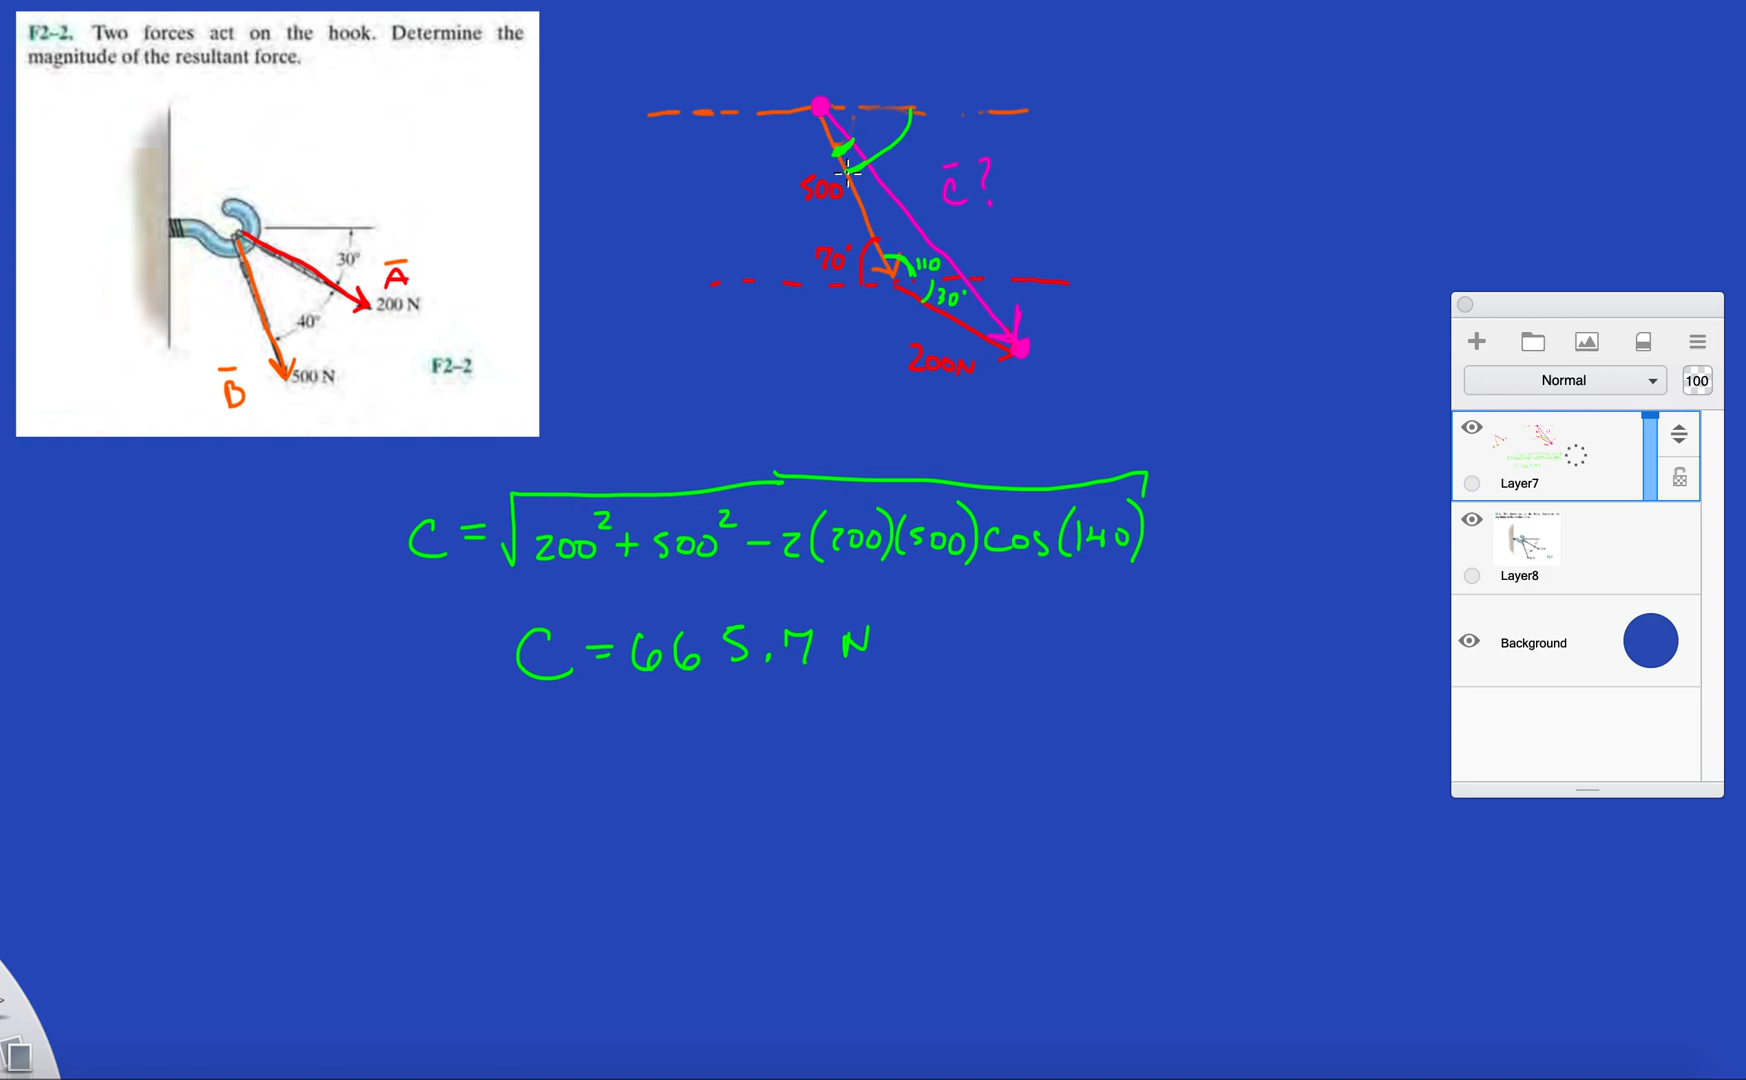 F2–2. Two forces act on the hook. Determine the
magnitude of the resultant force.
30°
A
200 N
40°
F2–2
B
500 N
500
C?
70°
110
30°
200N
C = √200² + 500² - 2(200)(500)cos(140)
C = 665.7 N
Normal
100
Layer7
Layer8
Background